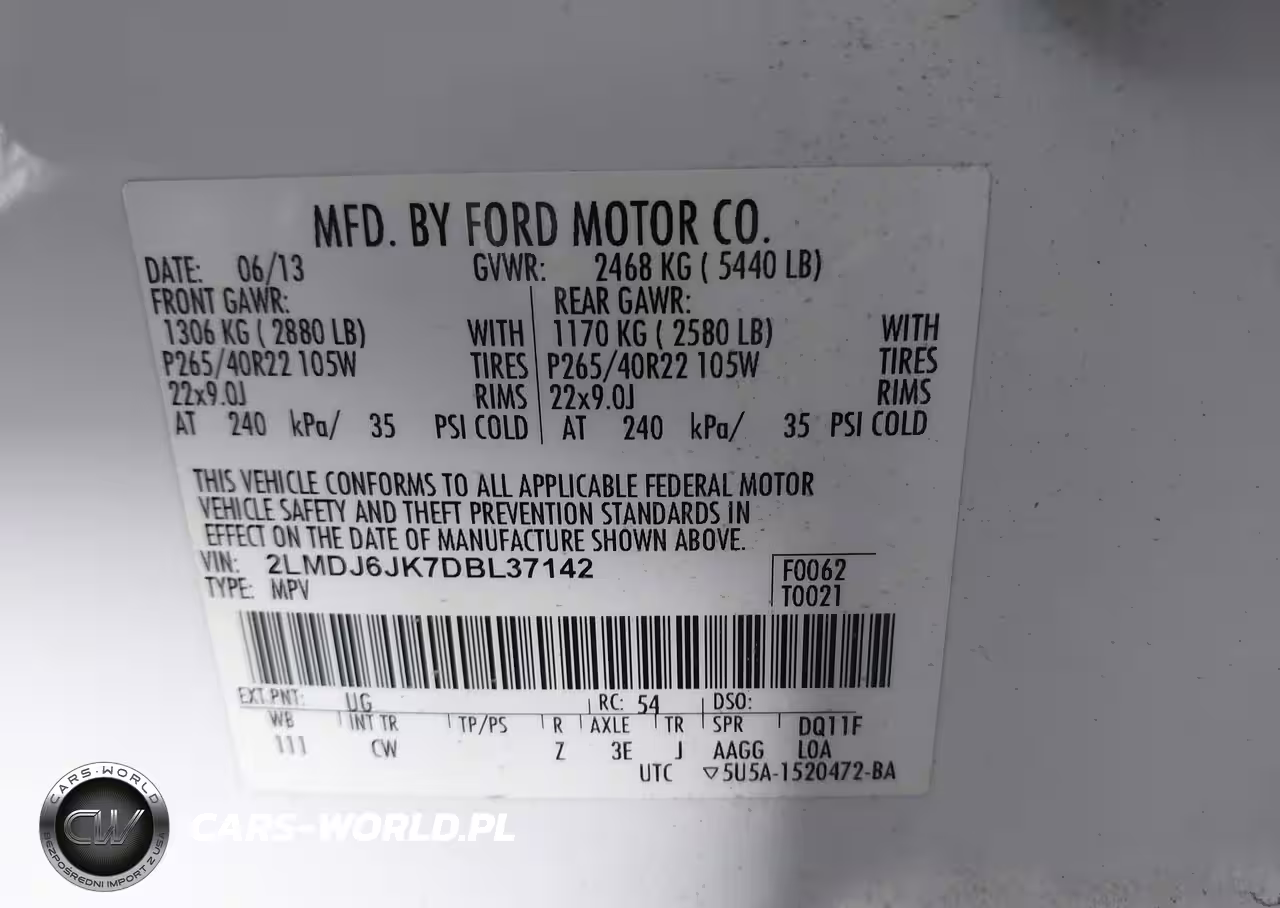 MFD. BY FORD MOTOR CO.
DATE: 06/13 GVWR: 2468 KG ( 5440 LB)
FRONT GAWR: REAR GAWR:
1306 KG ( 2880 LB) WITH 1170 KG ( 2580 LB) WITH
P265/40R22 105W TIRES P265/40R22 105W TIRES
22x9.0J RIMS 22x9.0J RIMS
AT 240 kPa/ 35 PSI COLD AT 240 kPa/ 35 PSI COLD
THIS VEHICLE CONFORMS TO ALL APPLICABLE FEDERAL MOTOR
VEHICLE SAFETY AND THEFT PREVENTION STANDARDS IN
EFFECT ON THE DATE OF MANUFACTURE SHOWN ABOVE.
VIN: 2LMDJ6JK7DBL37142 F0062
TYPE: MPV T0021
EXT PNT: UG RC: 54 DSO:
WB INT TR TP/PS R AXLE TR SPR DQ11F
111 CW Z 3E J AAGG LOA
UTC ▽5U5A-1520472-BA
CARS-WORLD
CW
BEZPOŚREDNI IMPORT Z USA
CARS-WORLD.PL